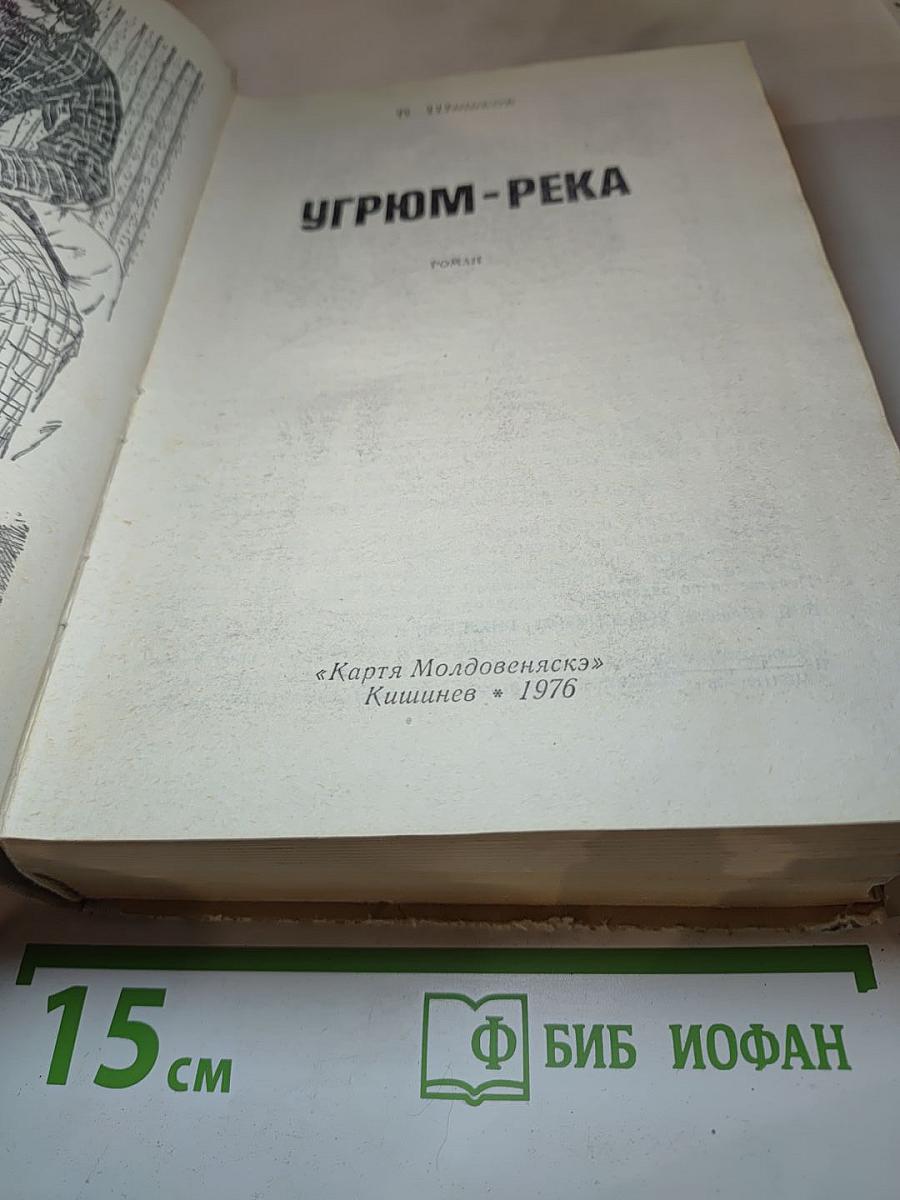 УГРЮМ-РЕКА
РОМАН
«Картя Молдовеняскэ»
Кишинев * 1976
15 см
Ф БИБ ИОФАН